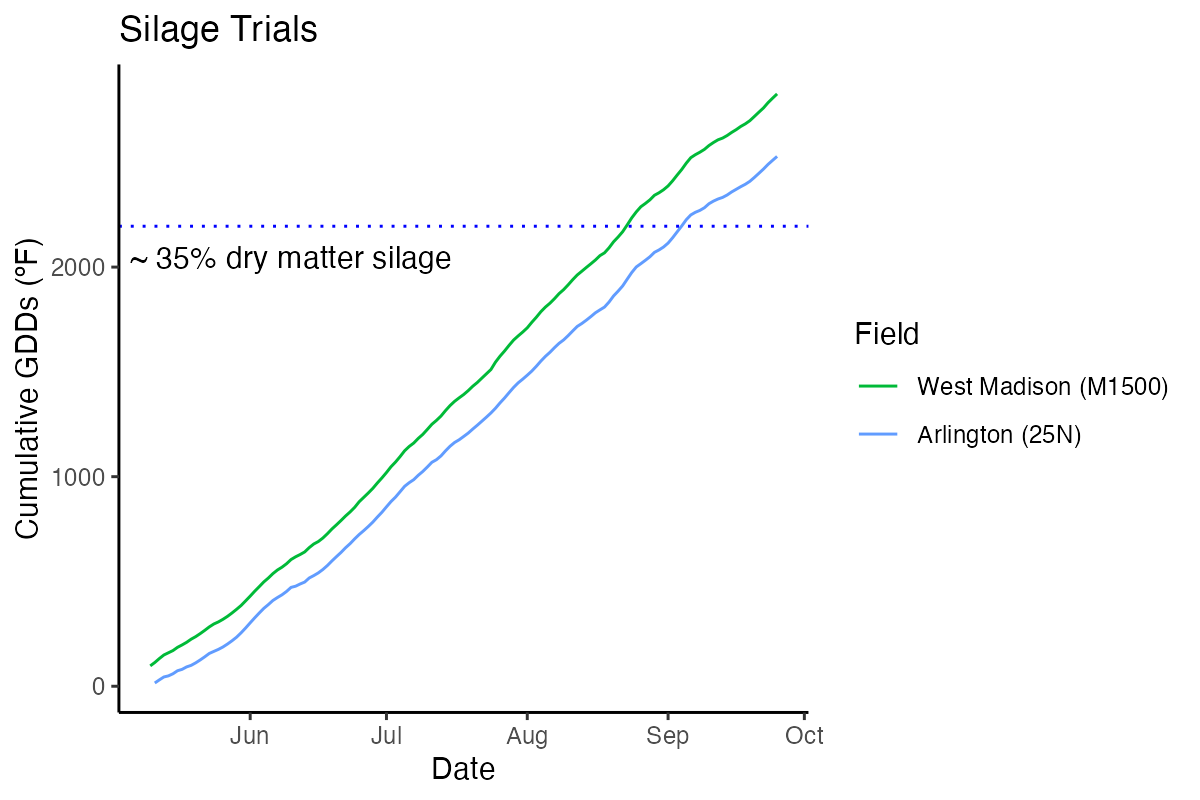 Silage Trials
Cumulative GDDs (°F)
2000
1000
0
~ 35% dry matter silage
Jun
Jul
Aug
Sep
Oct
Date
Field
West Madison (M1500)
Arlington (25N)